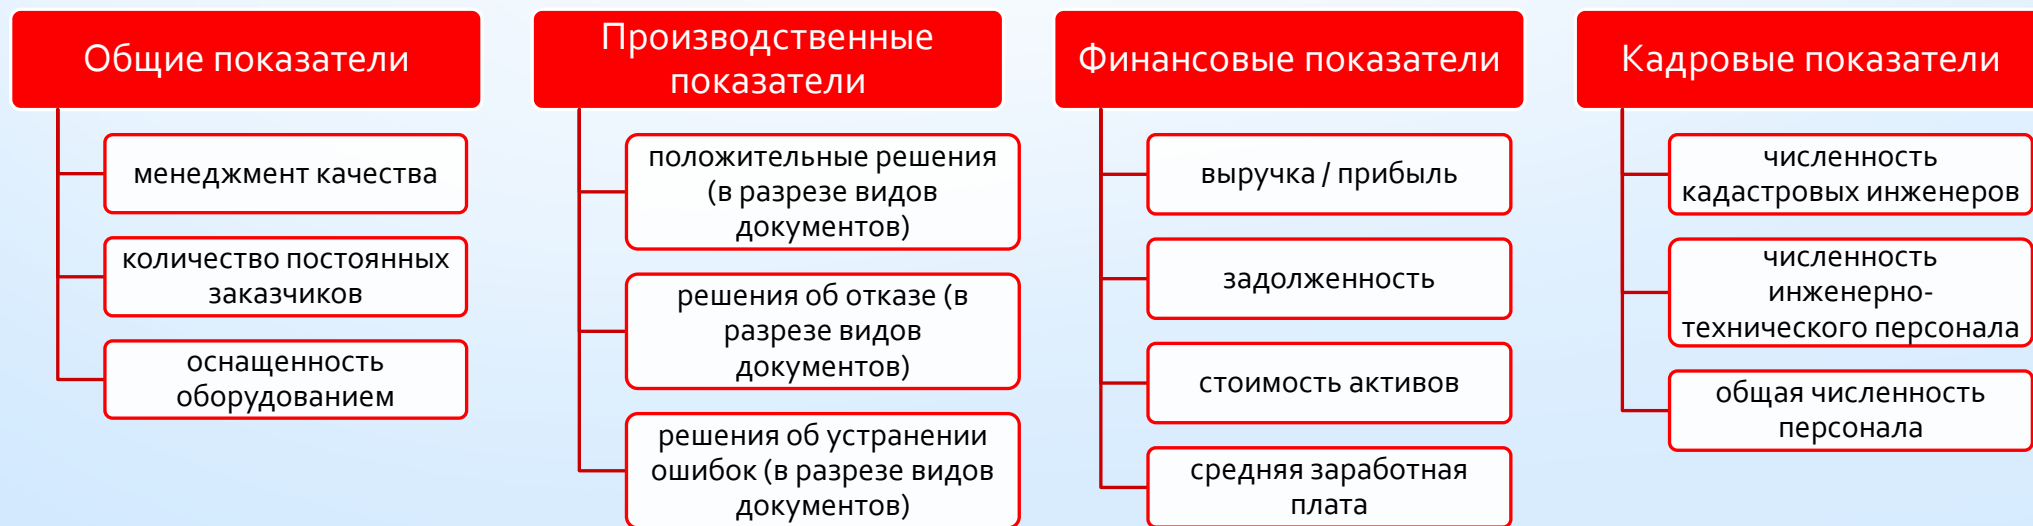 Общие показатели
менеджмент качества
количество постоянных
заказчиков
оснащенность
оборудованием
Производственные
показатели
положительные решения
(в разрезе видов
документов)
решения об отказе (в
разрезе видов
документов)
решения об устранении
ошибок (в разрезе видов
документов)
Финансовые показатели
выручка / прибыль
задолженность
стоимость активов
средняя заработная
плата
Кадровые показатели
численность
кадастровых инженеров
численность
инженерно-
технического персонала
общая численность
персонала